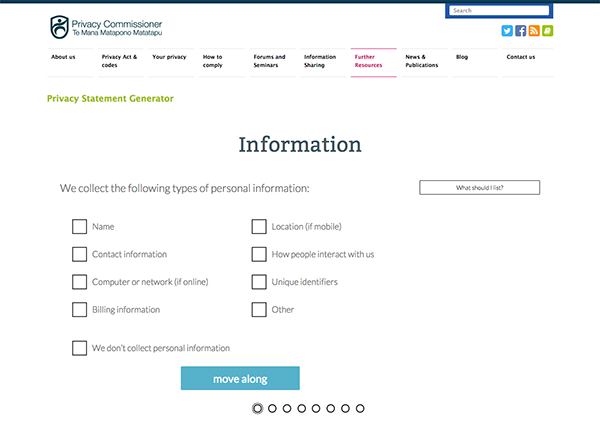 Search
Privacy Commissioner
Te Mana Matapono Matatapu
About us
Privacy Act &
codes
Your privacy
How to
comply
Forums and
Seminars
Information
Sharing
Further
Resources
News &
Publications
Blog
Contact us
Privacy Statement Generator
Information
We collect the following types of personal information:
What should I list?
Name
Location (if mobile)
Contact information
How people interact with us
Computer or network (if online)
Unique identifiers
Billing information
Other
We don't collect personal information
move along